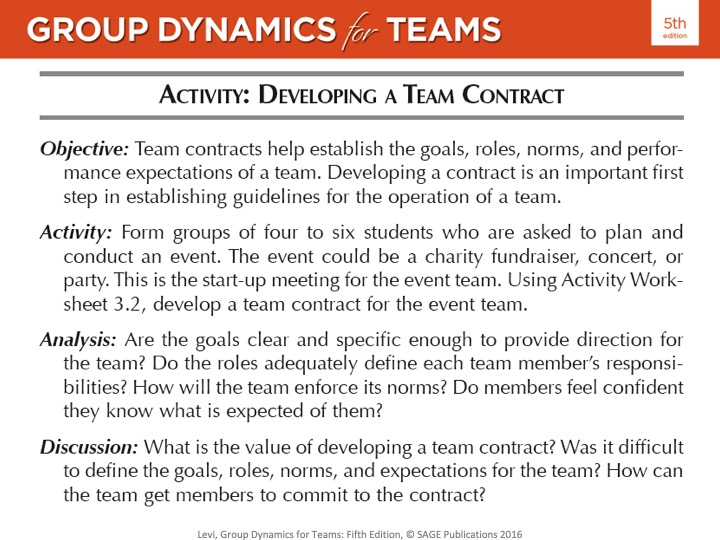 GROUP DYNAMICS for TEAMS
5th
edition
ACTIVITY: DEVELOPING A TEAM CONTRACT
Objective: Team contracts help establish the goals, roles, norms, and perfor-
mance expectations of a team. Developing a contract is an important first
step in establishing guidelines for the operation of a team.
Activity: Form groups of four to six students who are asked to plan and
conduct an event. The event could be a charity fundraiser, concert, or
party. This is the start-up meeting for the event team. Using Activity Work-
sheet 3.2, develop a team contract for the event team.
Analysis: Are the goals clear and specific enough to provide direction for
the team? Do the roles adequately define each team member's responsi-
bilities? How will the team enforce its norms? Do members feel confident
they know what is expected of them?
Discussion: What is the value of developing a team contract? Was it difficult
to define the goals, roles, norms, and expectations for the team? How can
the team get members to commit to the contract?
Levi, Group Dynamics for Teams: Fifth Edition, © SAGE Publications 2016